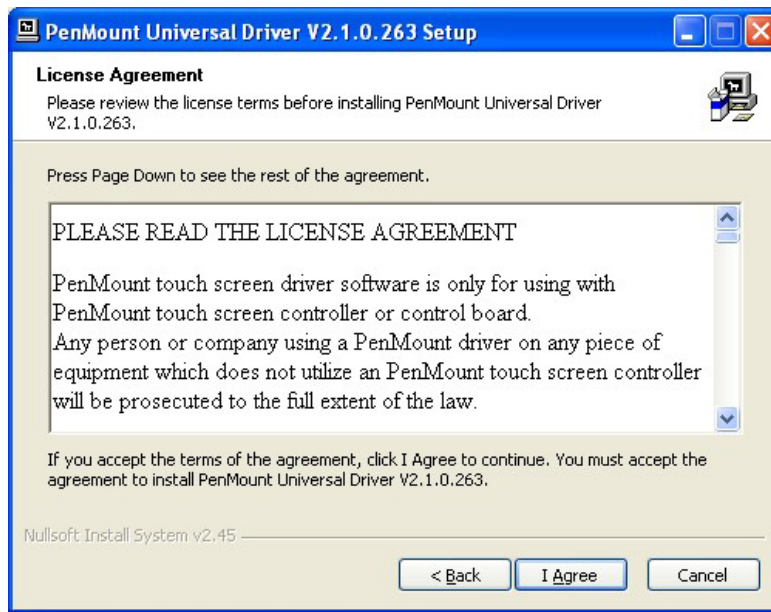 PenMount Universal Driver V2.1.0.263 Setup
License Agreement
Please review the license terms before installing PenMount Universal Driver
V2.1.0.263.
Press Page Down to see the rest of the agreement.
PLEASE READ THE LICENSE AGREEMENT
PenMount touch screen driver software is only for using with
PenMount touch screen controller or control board.
Any person or company using a PenMount driver on any piece of
equipment which does not utilize an PenMount touch screen controller
will be prosecuted to the full extent of the law.
If you accept the terms of the agreement, click I Agree to continue. You must accept the
agreement to install PenMount Universal Driver V2.1.0.263.
Nullsoft Install System v2.45
< Back
I Agree
Cancel